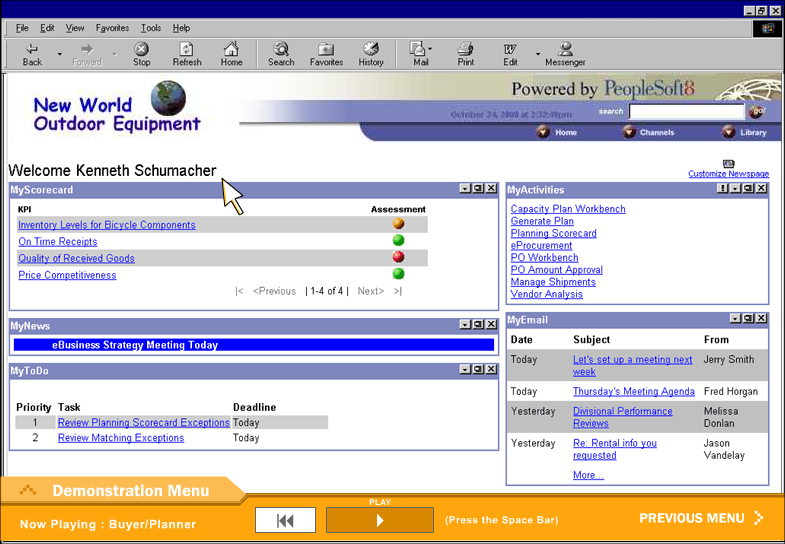 File Edit View Favorites Tools Help
Back Forward Stop Refresh Home Search Favorites History Mail Print Edit Messenger
New World
Outdoor Equipment
Powered by PeopleSoft8
October 24, 2000 at 2:32:49pm
search go!
Home Channels Library
Welcome Kenneth Schumacher
Customize Newspage
MyScorecard
KPI Assessment
Inventory Levels for Bicycle Components
On Time Receipts
Quality of Received Goods
Price Competitiveness
|< <Previous | 1-4 of 4 | Next> >|
MyNews
eBusiness Strategy Meeting Today
MyToDo
Priority Task Deadline
1 Review Planning Scorecard Exceptions Today
2 Review Matching Exceptions Today
MyActivities
Capacity Plan Workbench
Generate Plan
Planning Scorecard
eProcurement
PO Workbench
PO Amount Approval
Manage Shipments
Vendor Analysis
MyEmail
Date Subject From
Today Let's set up a meeting next week Jerry Smith
Today Thursday's Meeting Agenda Fred Horgan
Yesterday Divisional Performance Reviews Melissa Donlan
Yesterday Re: Rental info you requested Jason Vandelay
More...
Demonstration Menu
Now Playing : Buyer/Planner
PLAY
(Press the Space Bar)
PREVIOUS MENU